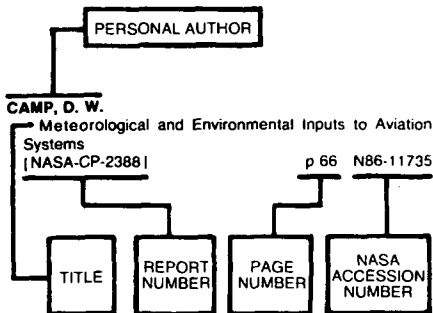 PERSONAL AUTHOR
CAMP, D. W.
Meteorological and Environmental Inputs to Aviation
Systems
[NASA-CP-2388] p 66 N86-11735
TITLE
REPORT
NUMBER
PAGE
NUMBER
NASA
ACCESSION
NUMBER